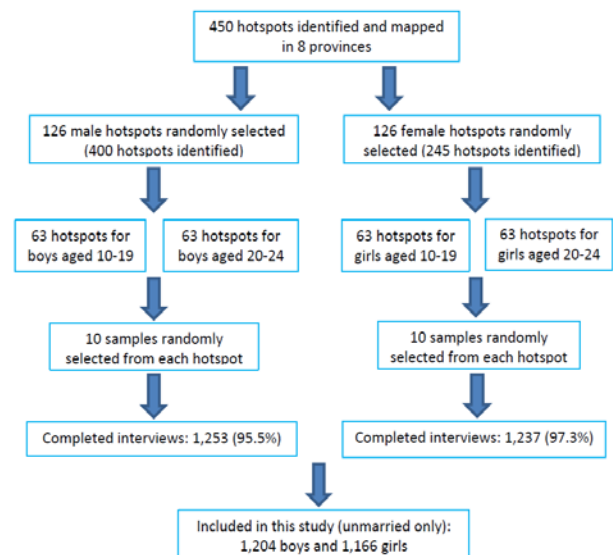 450 hotspots identified and mapped
in 8 provinces
126 male hotspots randomly selected
(400 hotspots identified)
126 female hotspots randomly
selected (245 hotspots identified)
63 hotspots for
boys aged 10-19
63 hotspots for
boys aged 20-24
63 hotspots for
girls aged 10-19
63 hotspots for
girls aged 20-24
10 samples randomly
selected from each hotspot
10 samples randomly
selected from each hotspot
Completed interviews: 1,253 (95.5%)
Completed interviews: 1,237 (97.3%)
Included in this study (unmarried only):
1,204 boys and 1,166 girls